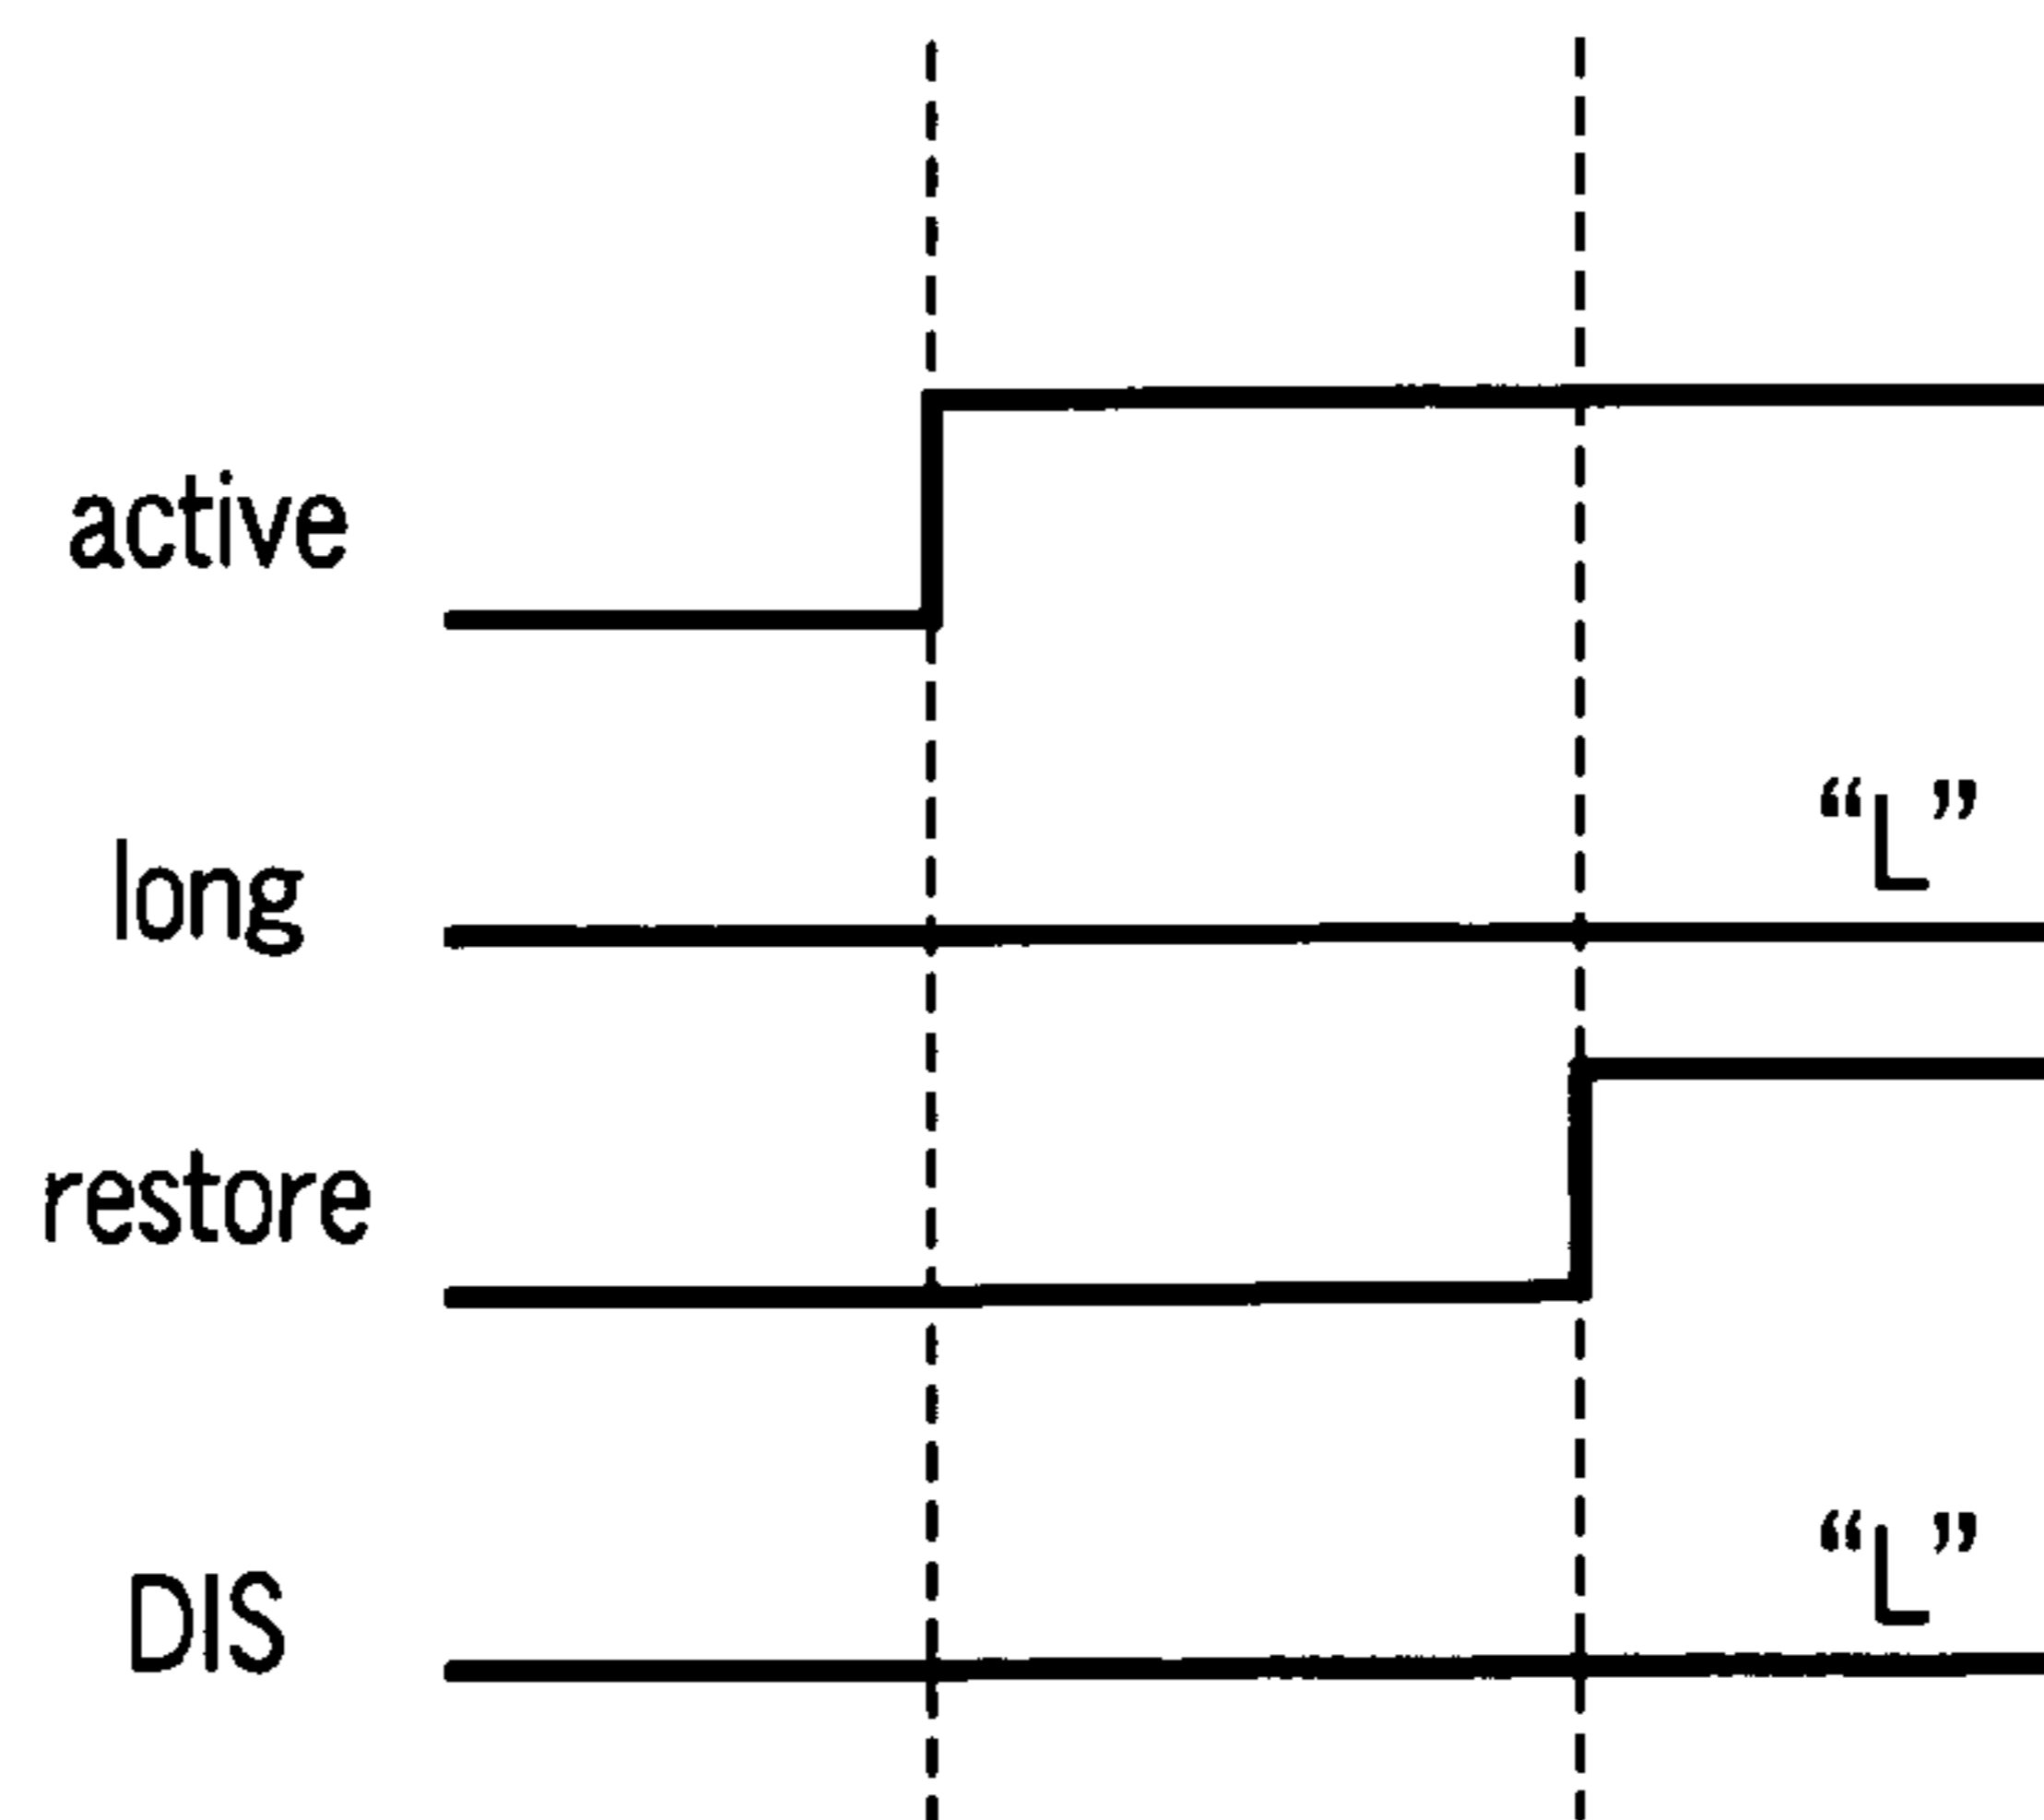 active
long
“L”
restore
DIS
“L”